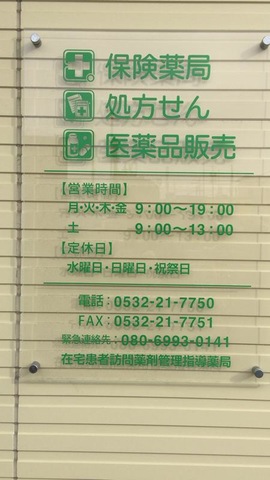 保険薬局
処方せん
医薬品販売
【営業時間】
月・火・木・金 9:00〜19:00
土 9:00〜13:00
【定休日】
水曜日・日曜日・祝祭日
電話:0532-21-7750
FAX:0532-21-7751
緊急連絡先:080-6993-0141
在宅患者訪問薬剤管理指導薬局